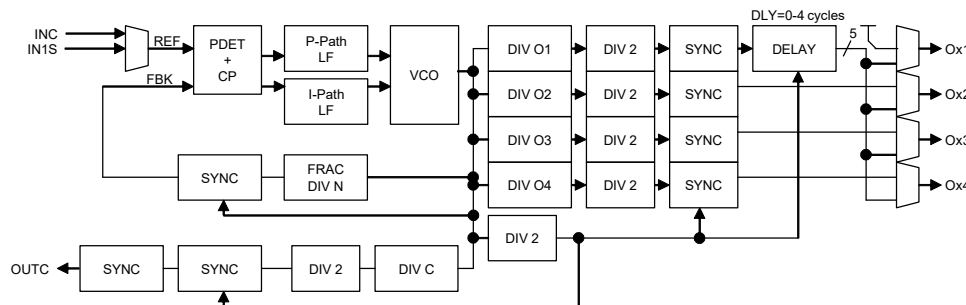 DLY=0-4 cycles
INC
IN1S
REF
FBK
PDET
+
CP
P-Path
LF
I-Path
LF
VCO
DIV O1
DIV 2
SYNC
DELAY
5
Ox1
DIV O2
DIV 2
SYNC
Ox2
DIV O3
DIV 2
SYNC
Ox3
SYNC
FRAC
DIV N
DIV O4
DIV 2
SYNC
Ox4
DIV 2
OUTC
SYNC
SYNC
DIV 2
DIV C